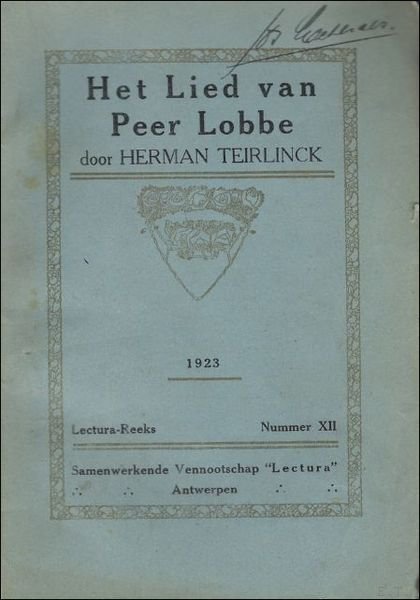 Het Lied van
Peer Lobbe
door HERMAN TEIRLINCK
1923
Lectura-Reeks Nummer XII
Samenwerkende Vennootschap "Lectura"
Antwerpen